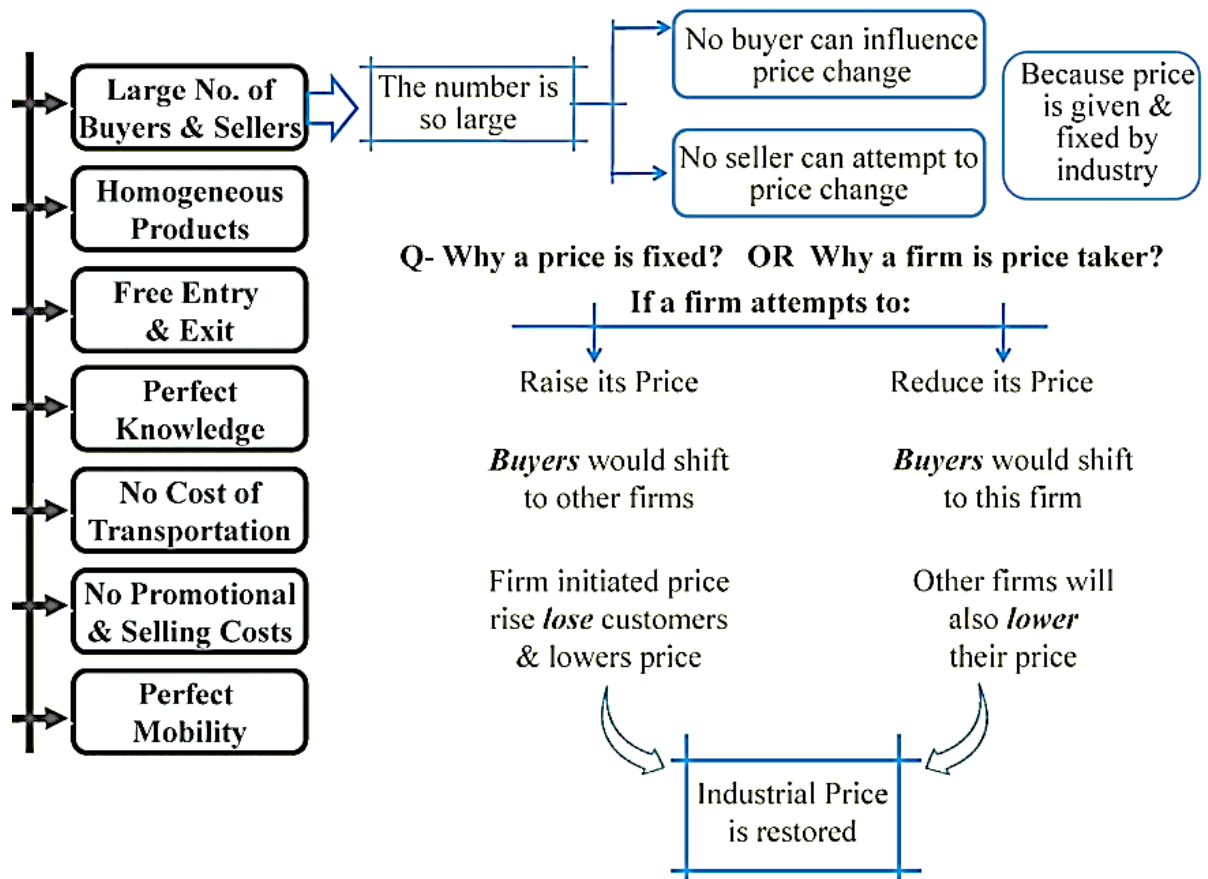 Large No. of
Buyers & Sellers
Homogeneous
Products
Free Entry
& Exit
Perfect
Knowledge
No Cost of
Transportation
No Promotional
& Selling Costs
Perfect
Mobility
The number is
so large
No buyer can influence
price change
No seller can attempt to
price change
Because price
is given &
fixed by
industry
Q- Why a price is fixed? OR Why a firm is price taker?
If a firm attempts to:
Raise its Price
Buyers would shift
to other firms
Firm initiated price
rise lose customers
& lowers price
Reduce its Price
Buyers would shift
to this firm
Other firms will
also lower
their price
Industrial Price
is restored